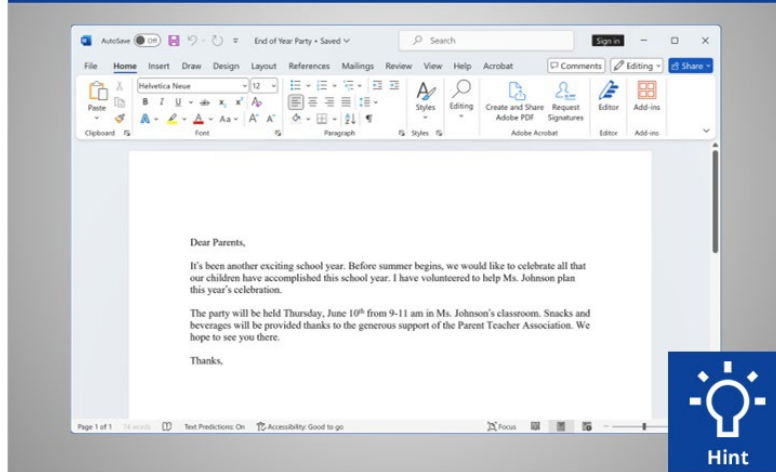 AutoSave Off End of Year Party • Saved Search Sign in
File Home Insert Draw Design Layout References Mailings Review View Help Acrobat Comments Editing Share
Helvetica Neue 12
Paste B I U ab x₂ x² A Styles Editing Create and Share Adobe PDF Request Signatures Editor Add-ins
A A Aa A A
Clipboard Font Paragraph Styles Adobe Acrobat Editor Add-ins
Dear Parents,
It's been another exciting school year. Before summer begins, we would like to celebrate all that
our children have accomplished this school year. I have volunteered to help Ms. Johnson plan
this year's celebration.
The party will be held Thursday, June 10th from 9-11 am in Ms. Johnson's classroom. Snacks and
beverages will be provided thanks to the generous support of the Parent Teacher Association. We
hope to see you there.
Thanks,
Page 1 of 1 74 words Text Predictions: On Accessibility: Good to go Focus
Hint